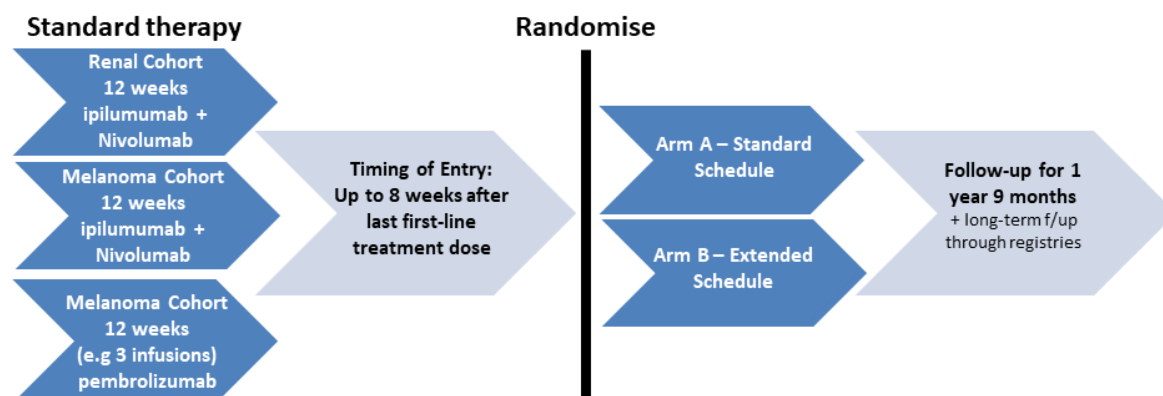 Standard therapy
Renal Cohort
12 weeks
ipilumumab +
Nivolumab
Melanoma Cohort
12 weeks
ipilumumab +
Nivolumab
Melanoma Cohort
12 weeks
(e.g 3 infusions)
pembrolizumab
Timing of Entry:
Up to 8 weeks after
last first-line
treatment dose
Randomise
Arm A – Standard
Schedule
Arm B – Extended
Schedule
Follow-up for 1
year 9 months
+ long-term f/up
through registries